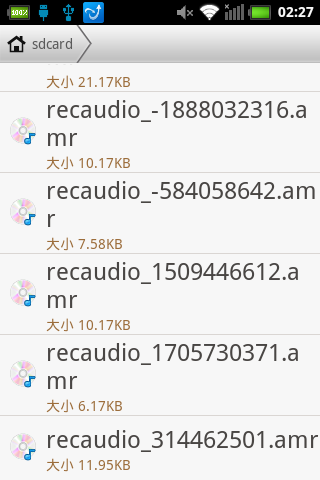 100%
02:27
sdcard
大小 21.17KB
recaudio_-1888032316.a
mr
大小 10.17KB
recaudio_-584058642.am
r
大小 7.58KB
recaudio_1509446612.a
mr
大小 10.17KB
recaudio_1705730371.a
mr
大小 6.17KB
recaudio_314462501.amr
大小 11.95KB